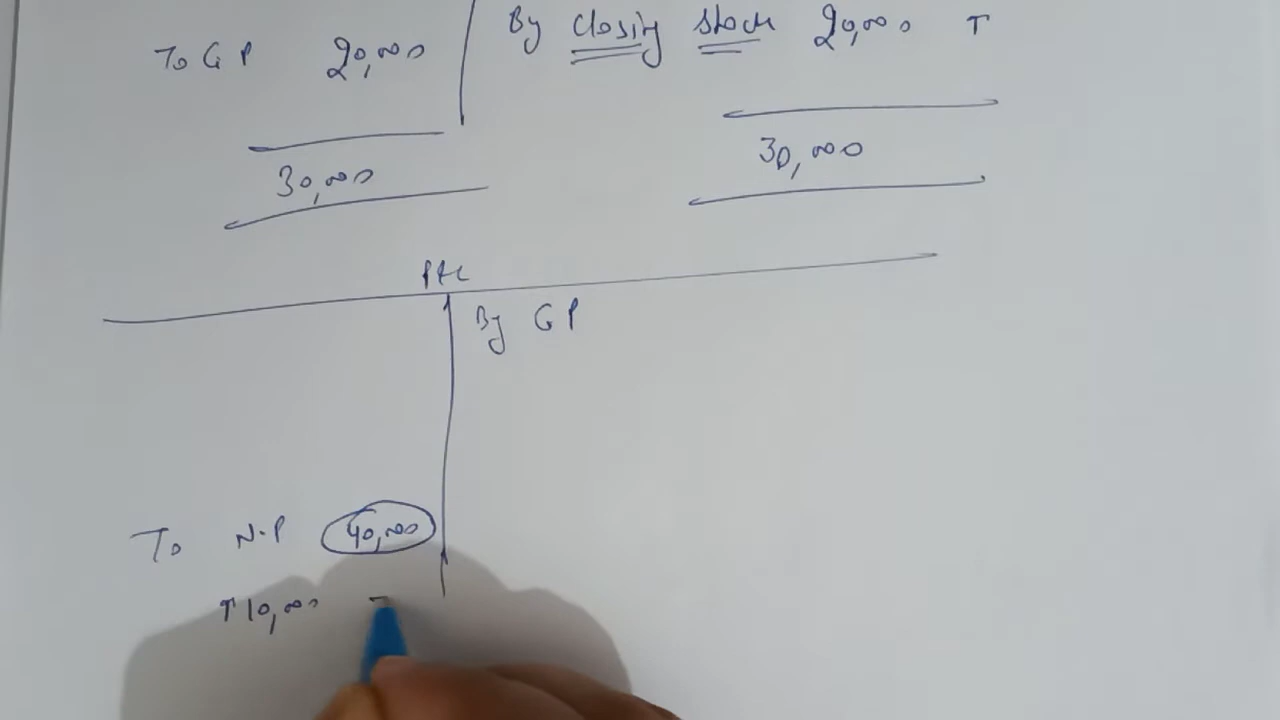 To G P 20,000
By Closing Stock 20,000 ↑
30,000
30,000
P&L
By G P
To N.P 40,000
↑ 10,000